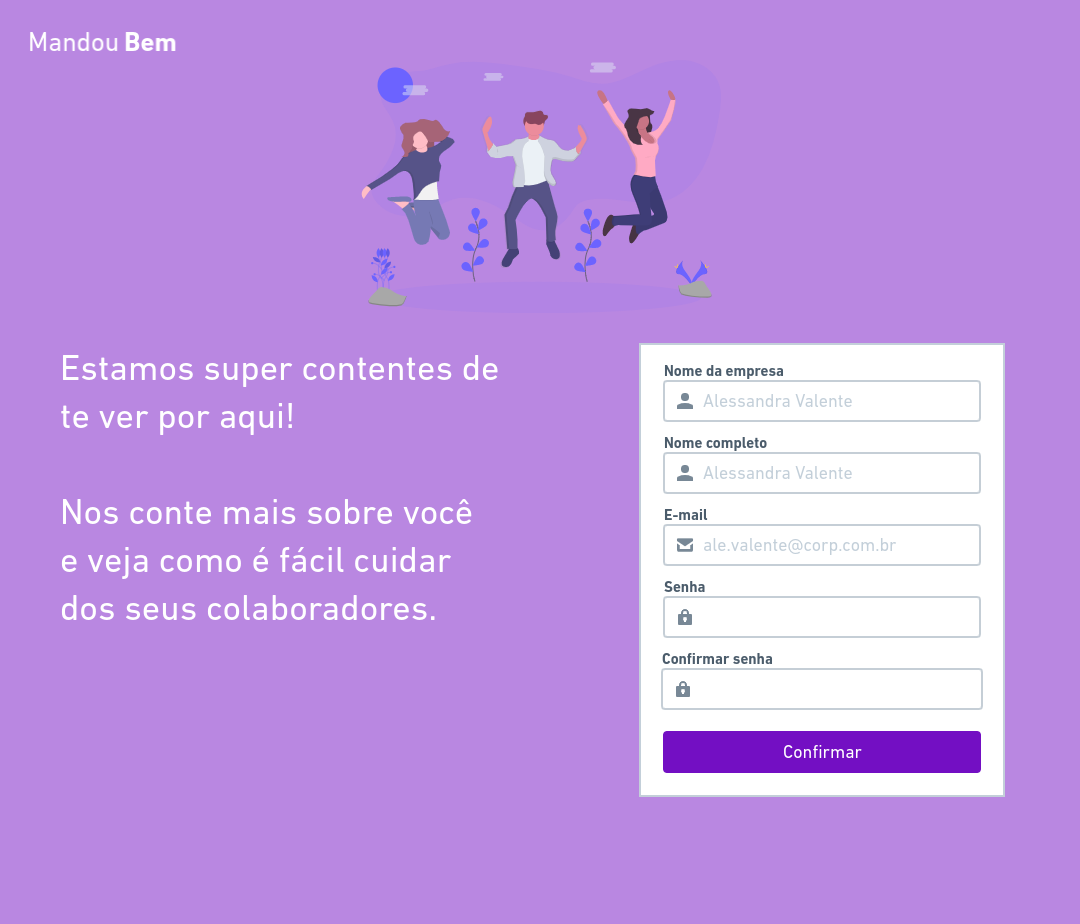 Mandou Bem
Estamos super contentes de
te ver por aqui!
Nos conte mais sobre você
e veja como é fácil cuidar
dos seus colaboradores.
Nome da empresa
Alessandra Valente
Nome completo
Alessandra Valente
E-mail
ale.valente@corp.com.br
Senha
Confirmar senha
Confirmar